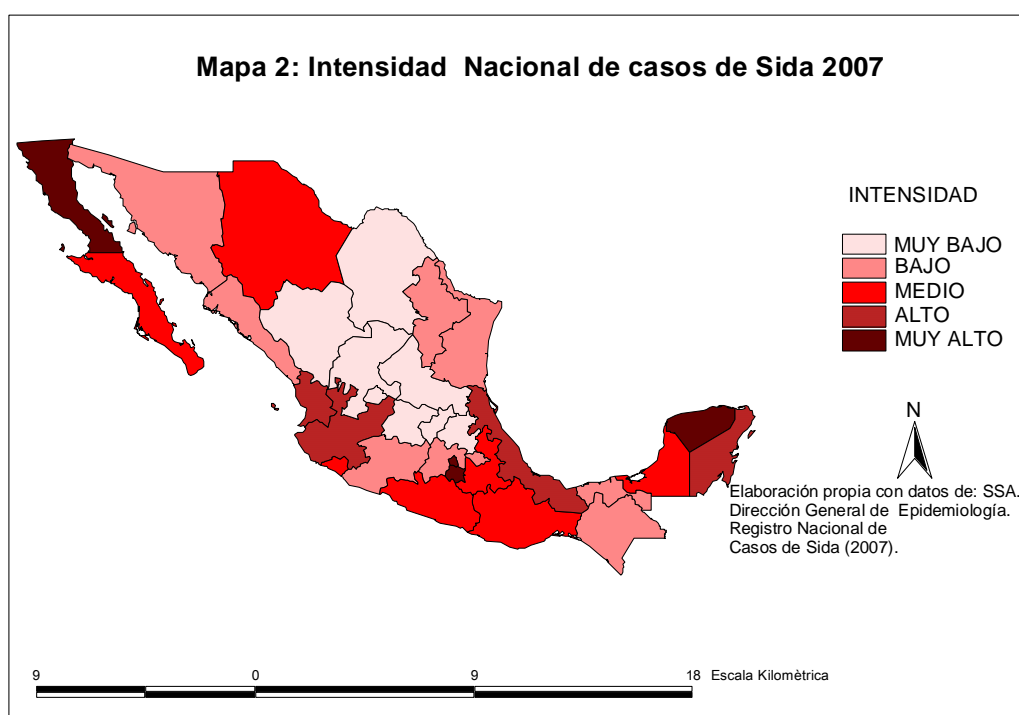 Mapa 2: Intensidad  Nacional de casos de Sida 2007
INTENSIDAD
MUY BAJO
BAJO
MEDIO
ALTO
MUY ALTO
N
Elaboración propia con datos de: SSA.
Dirección General de  Epidemiología.
Registro Nacional de
Casos de Sida (2007).
9 0 9 18 Escala Kilomètrica